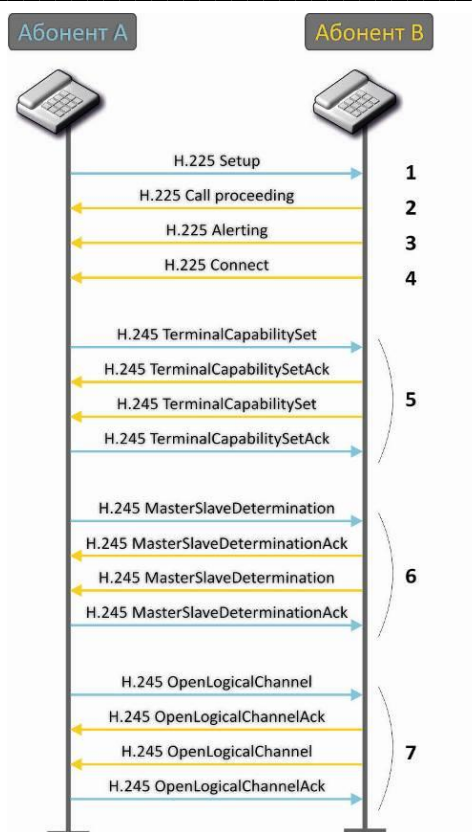 Абонент А Абонент В
H.225 Setup 1
H.225 Call proceeding 2
H.225 Alerting 3
H.225 Connect 4
H.245 TerminalCapabilitySet
H.245 TerminalCapabilitySetAck
5
H.245 TerminalCapabilitySet
H.245 TerminalCapabilitySetAck
H.245 MasterSlaveDetermination
H.245 MasterSlaveDeterminationAck
6
H.245 MasterSlaveDetermination
H.245 MasterSlaveDeterminationAck
H.245 OpenLogicalChannel
H.245 OpenLogicalChannelAck
7
H.245 OpenLogicalChannel
H.245 OpenLogicalChannelAck